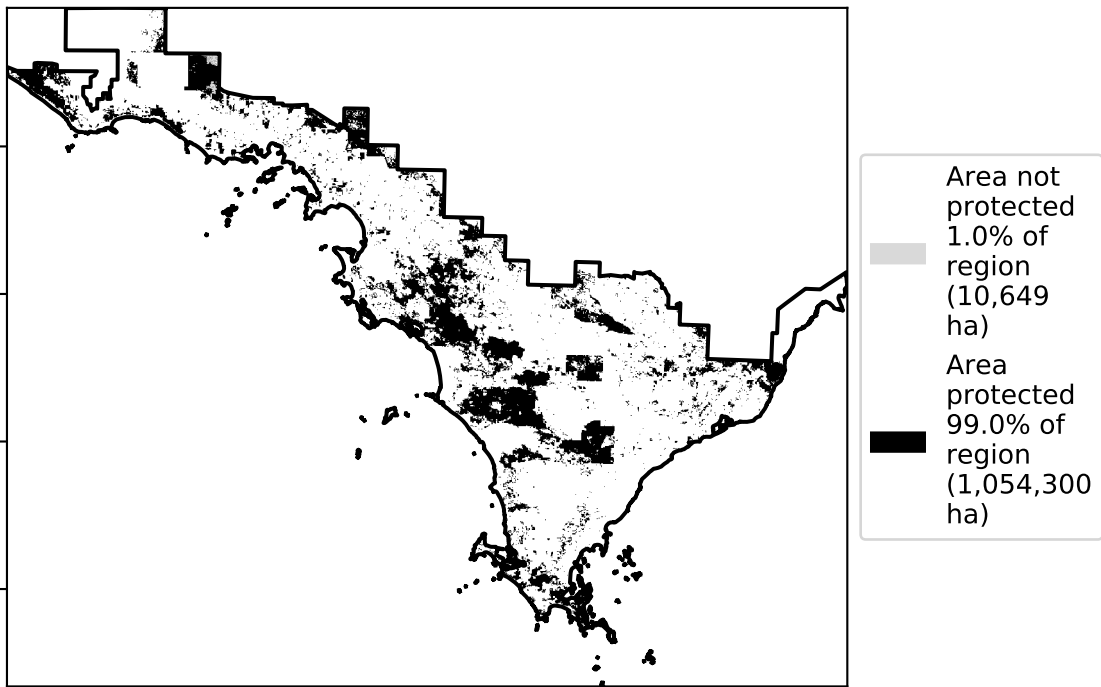 Area not
protected
1.0% of
region
(10,649
ha)
Area
protected
99.0% of
region
(1,054,300
ha)